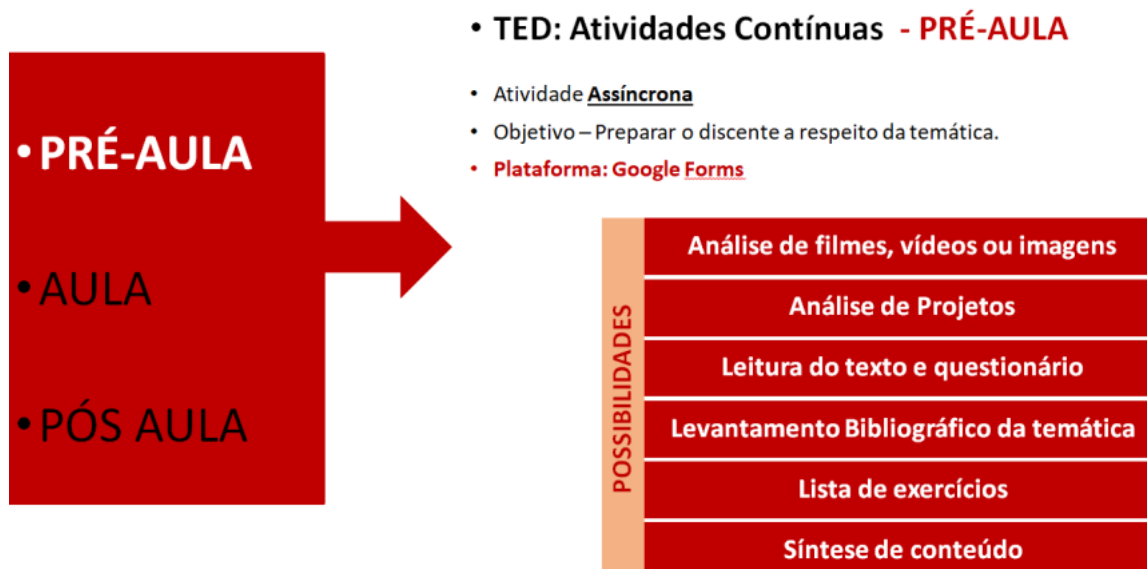 • PRÉ-AULA
• AULA
• PÓS AULA
• TED: Atividades Contínuas - PRÉ-AULA
• Atividade Assíncrona
• Objetivo – Preparar o discente a respeito da temática.
• Plataforma: Google Forms
POSSIBILIDADES
Análise de filmes, vídeos ou imagens
Análise de Projetos
Leitura do texto e questionário
Levantamento Bibliográfico da temática
Lista de exercícios
Síntese de conteúdo